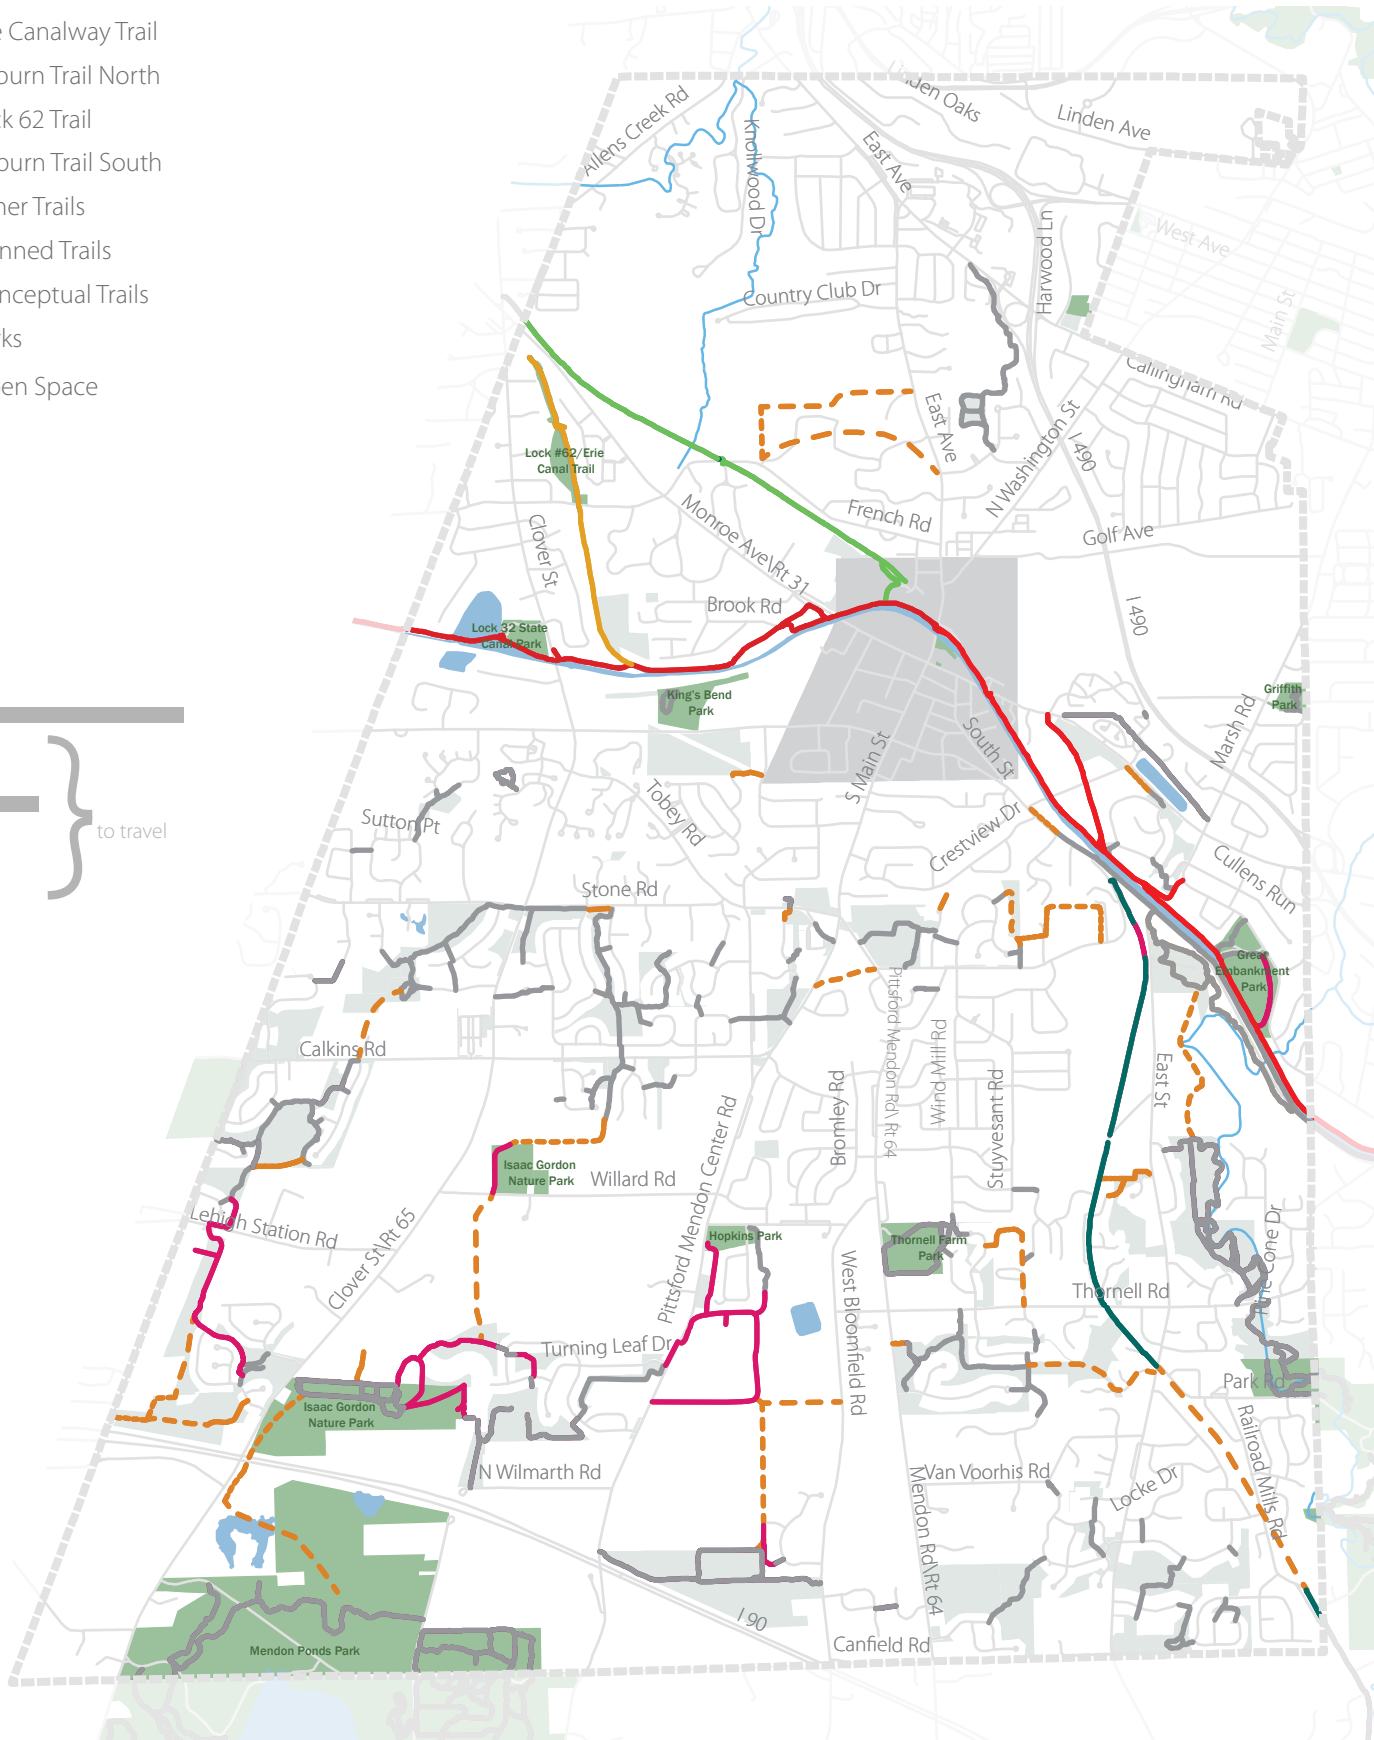 Canalway Trail
Trail North
62 Trail
Trail South
Trails
Trails
Trails
Space
to travel
Allens Creek Rd
Knollwood Dr
East Ave
Linden Oaks
Linden Ave
West Ave
Main St
Harwood Ln
Country Club Dr
Callingham Rd
East Ave
N Washington St
I 490
Lock #62/Erie
Canal Trail
Clover St
Monroe Ave\Rt 31
French Rd
Golf Ave
I 490
Brook Rd
Lock 32 State
Canal Park
King's Bend
Park
Griffith
Park
Marsh Rd
South St
S Main St
Tobey Rd
Sutton Pt
Crestview Dr
Cullens Run
Stone Rd
Great
Embankment
Park
Pittsford Mendon Rd\ Rt 64
Wind Mill Rd
Calkins Rd
East St
Bromley Rd
Stuyvesant Rd
Pittsford Mendon Center Rd
Isaac Gordon
Nature Park
Willard Rd
Lehigh Station Rd
Clover St\Rt 65
Hopkins Park
Thornell Farm
Park
Pine Cone Dr
West Bloomfield Rd
Thornell Rd
Turning Leaf Dr
Park Rd
Isaac Gordon
Nature Park
Railroad Mills Rd
N Wilmarth Rd
Van Voorhis Rd
Locke Dr
Mendon Rd\Rt 64
I 90
Canfield Rd
Mendon Ponds Park